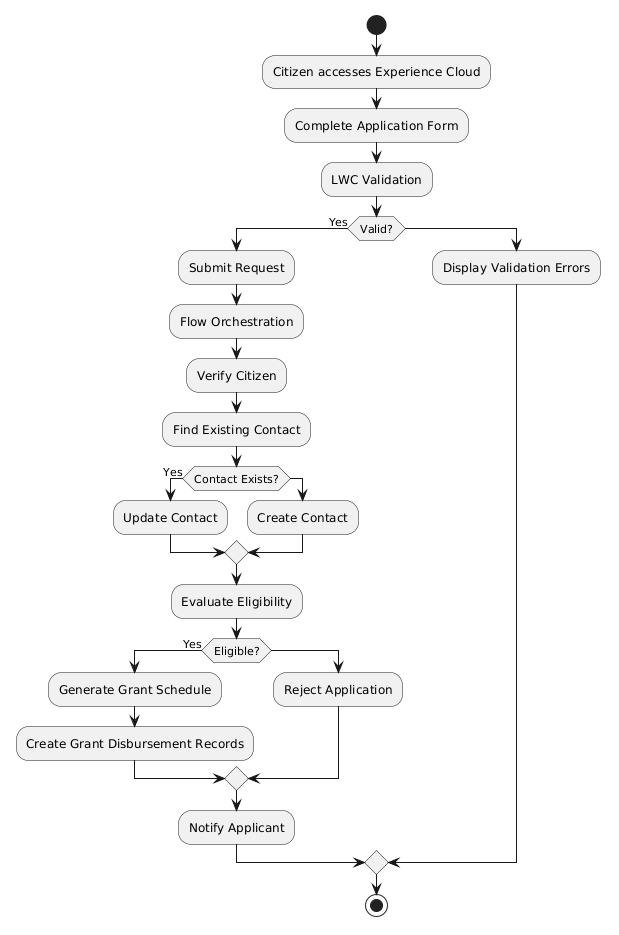 Citizen accesses Experience Cloud
Complete Application Form
LWC Validation
Valid?
Yes
Submit Request
Display Validation Errors
Flow Orchestration
Verify Citizen
Find Existing Contact
Contact Exists?
Yes
Update Contact
Create Contact
Evaluate Eligibility
Eligible?
Yes
Generate Grant Schedule
Reject Application
Create Grant Disbursement Records
Notify Applicant